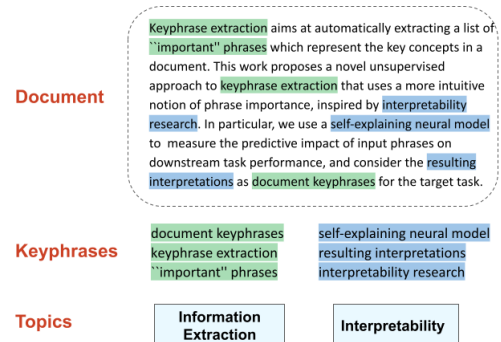 Keyphrase extraction aims at automatically extracting a list of
``important'' phrases which represent the key concepts in a
document. This work proposes a novel unsupervised
approach to keyphrase extraction that uses a more intuitive
notion of phrase importance, inspired by interpretability
research. In particular, we use a self-explaining neural model
to measure the predictive impact of input phrases on
downstream task performance, and consider the resulting
interpretations as document keyphrases for the target task.
Document
Keyphrases
document keyphrases
keyphrase extraction
``important'' phrases
self-explaining neural model
resulting interpretations
interpretability research
Topics
Information
Extraction
Interpretability